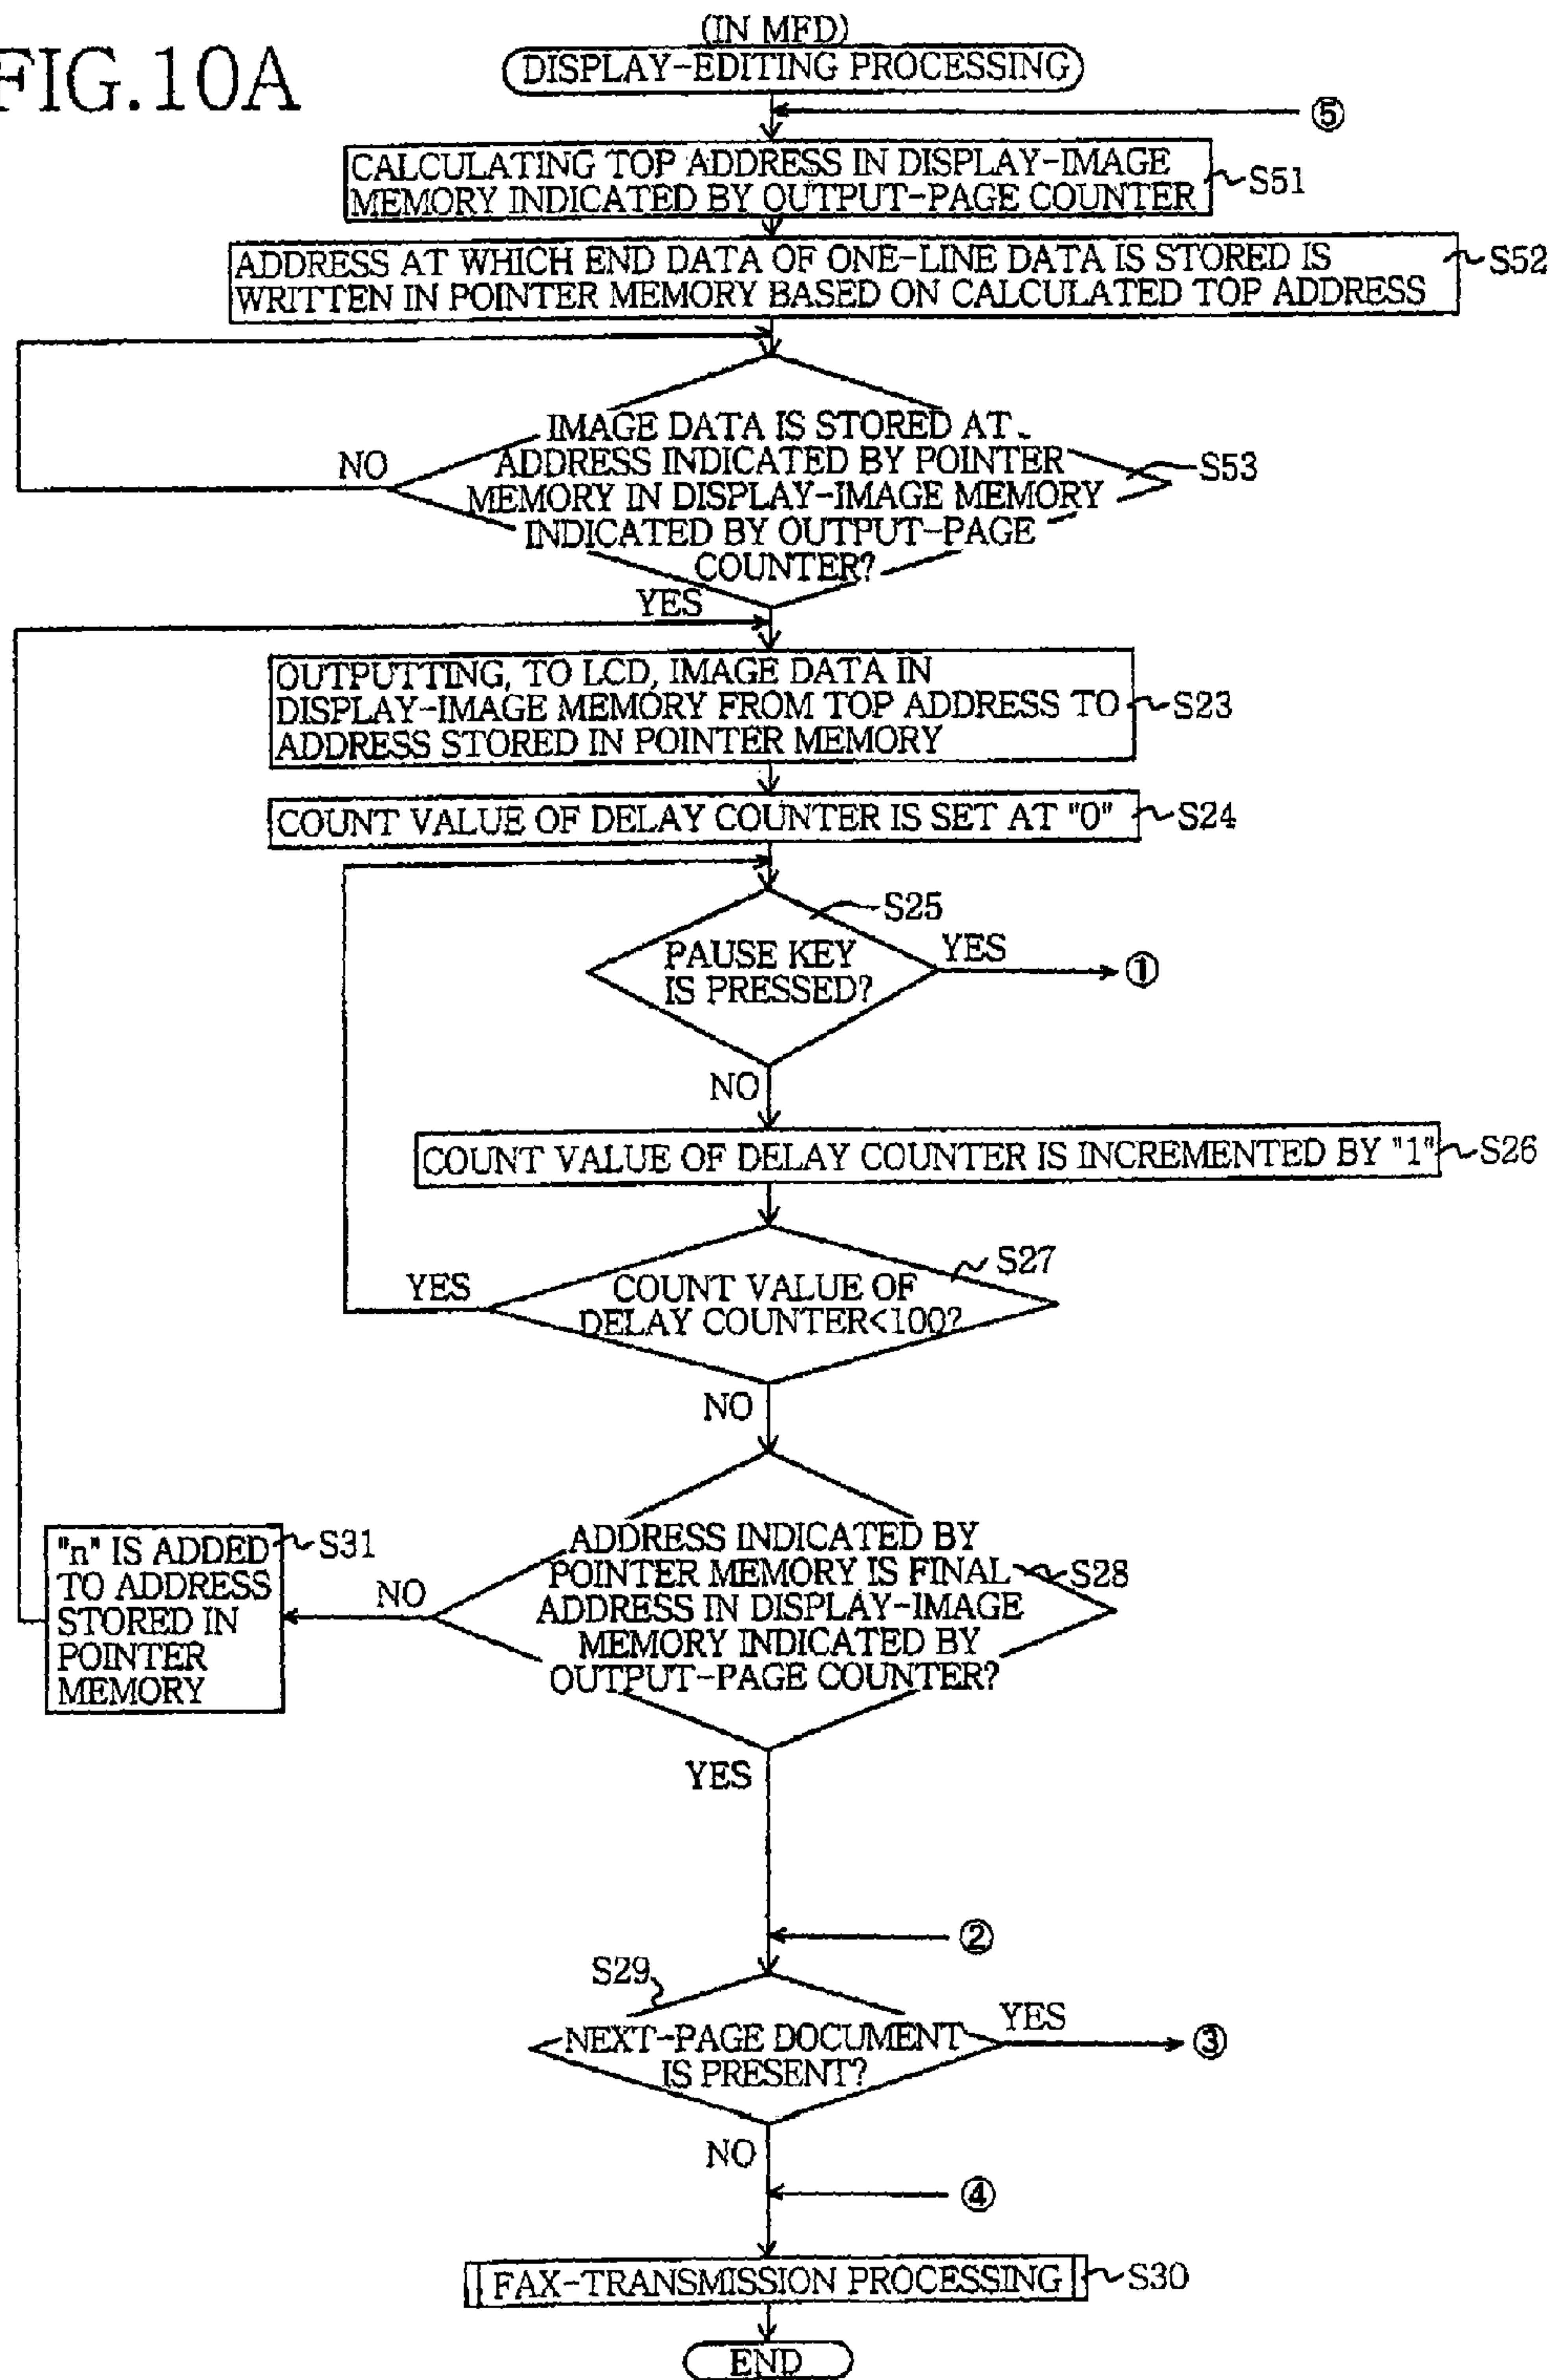 FIG.10A
(IN MFD)
DISPLAY-EDITING PROCESSING
⑤
CALCULATING TOP ADDRESS IN DISPLAY-IMAGE
MEMORY INDICATED BY OUTPUT-PAGE COUNTER
S51
ADDRESS AT WHICH END DATA OF ONE-LINE DATA IS STORED IS
WRITTEN IN POINTER MEMORY BASED ON CALCULATED TOP ADDRESS
S52
IMAGE DATA IS STORED AT
ADDRESS INDICATED BY POINTER
MEMORY IN DISPLAY-IMAGE MEMORY
INDICATED BY OUTPUT-PAGE
COUNTER?
NO
S53
YES
OUTPUTTING, TO LCD, IMAGE DATA IN
DISPLAY-IMAGE MEMORY FROM TOP ADDRESS TO
ADDRESS STORED IN POINTER MEMORY
S23
COUNT VALUE OF DELAY COUNTER IS SET AT "0"
S24
S25
PAUSE KEY
IS PRESSED?
YES
①
NO
COUNT VALUE OF DELAY COUNTER IS INCREMENTED BY "1"
S26
S27
COUNT VALUE OF
DELAY COUNTER<100?
YES
NO
ADDRESS INDICATED BY
POINTER MEMORY IS FINAL
ADDRESS IN DISPLAY-IMAGE
MEMORY INDICATED BY
OUTPUT-PAGE COUNTER?
S28
NO
"n" IS ADDED
TO ADDRESS
STORED IN
POINTER
MEMORY
S31
YES
②
S29
NEXT-PAGE DOCUMENT
IS PRESENT?
YES
③
NO
④
FAX-TRANSMISSION PROCESSING
S30
END